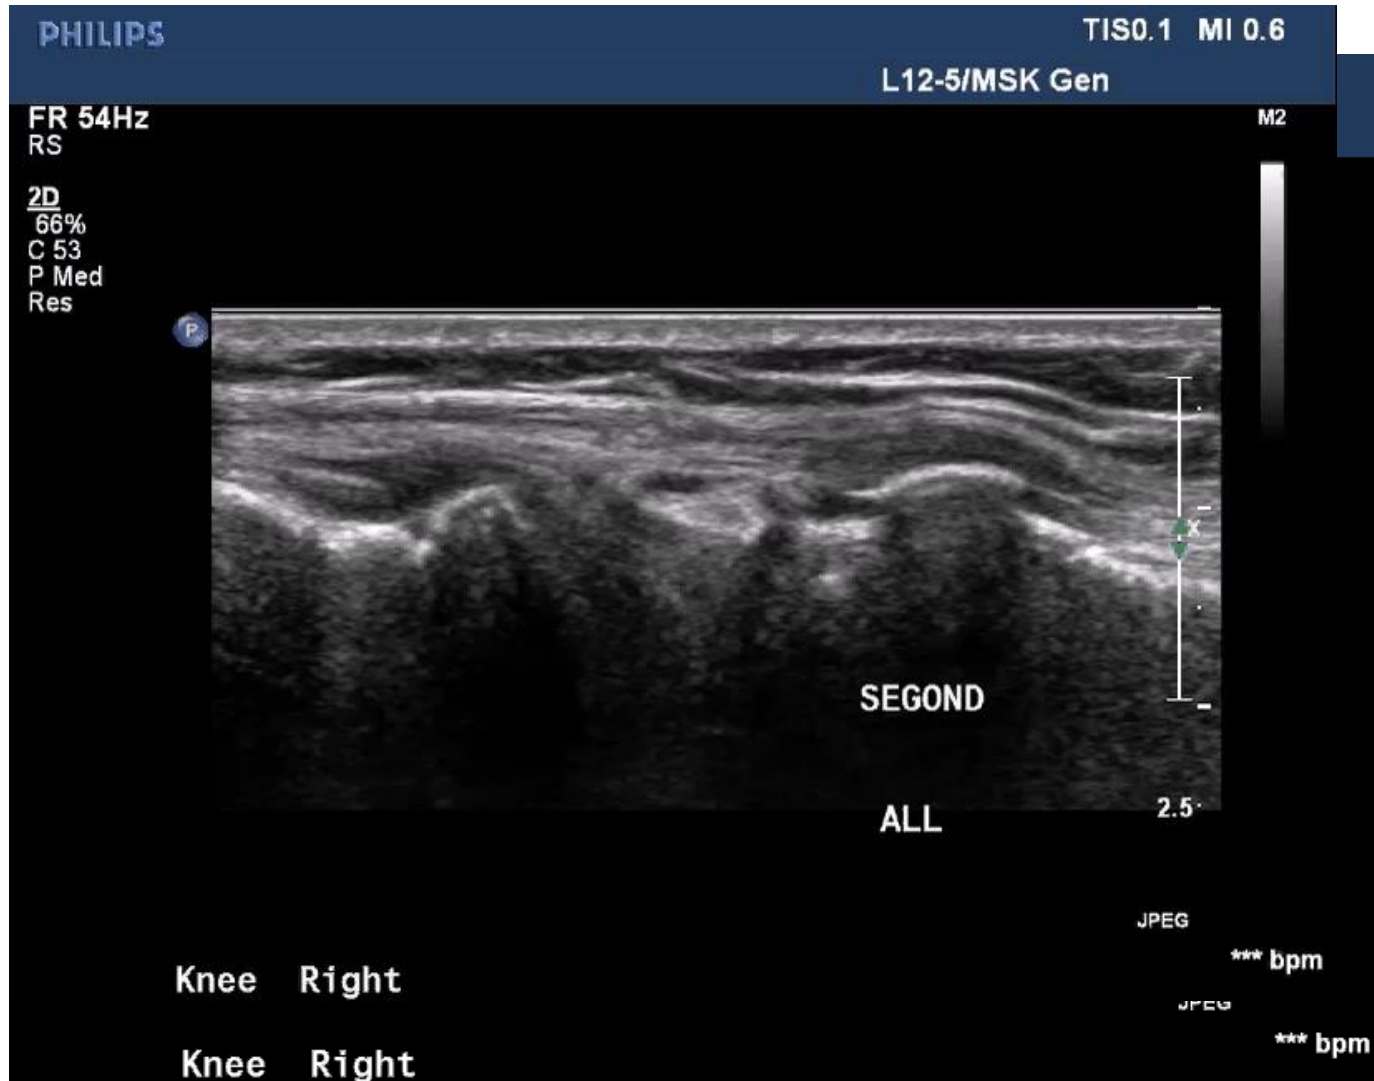 PHILIPS
TIS0.1 MI 0.6
L12-5/MSK Gen
FR 54Hz
RS
M2
2D
66%
C 53
P Med
Res
P
x
SEGOND
ALL
2.5
JPEG
*** bpm
Knee Right
JPEG
*** bpm
Knee Right